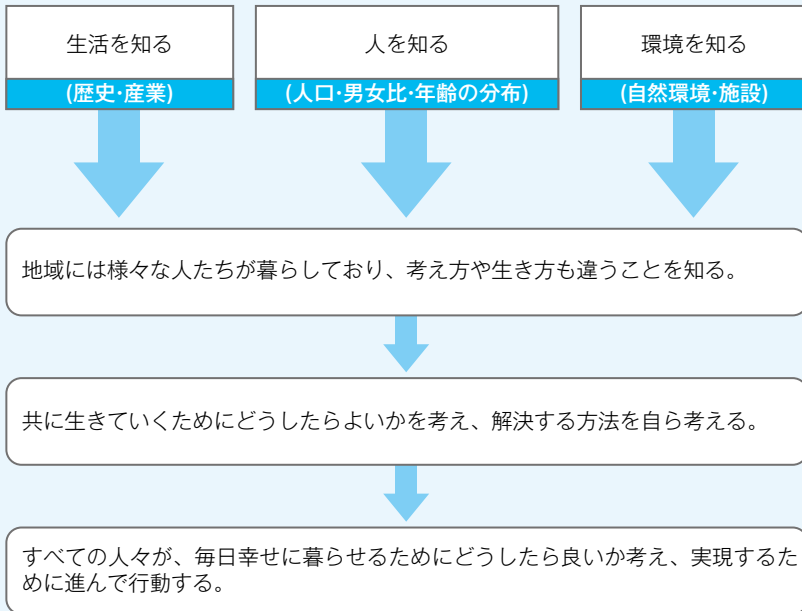 生活を知る
(歴史･産業)
人を知る
(人口･男女比･年齢の分布)
環境を知る
(自然環境･施設)
地域には様々な人たちが暮らしており、考え方や生き方も違うことを知る。
共に生きていくためにどうしたらよいかを考え、解決する方法を自ら考える。
すべての人々が、毎日幸せに暮らせるためにどうしたら良いか考え、実現するた
めに進んで行動する。